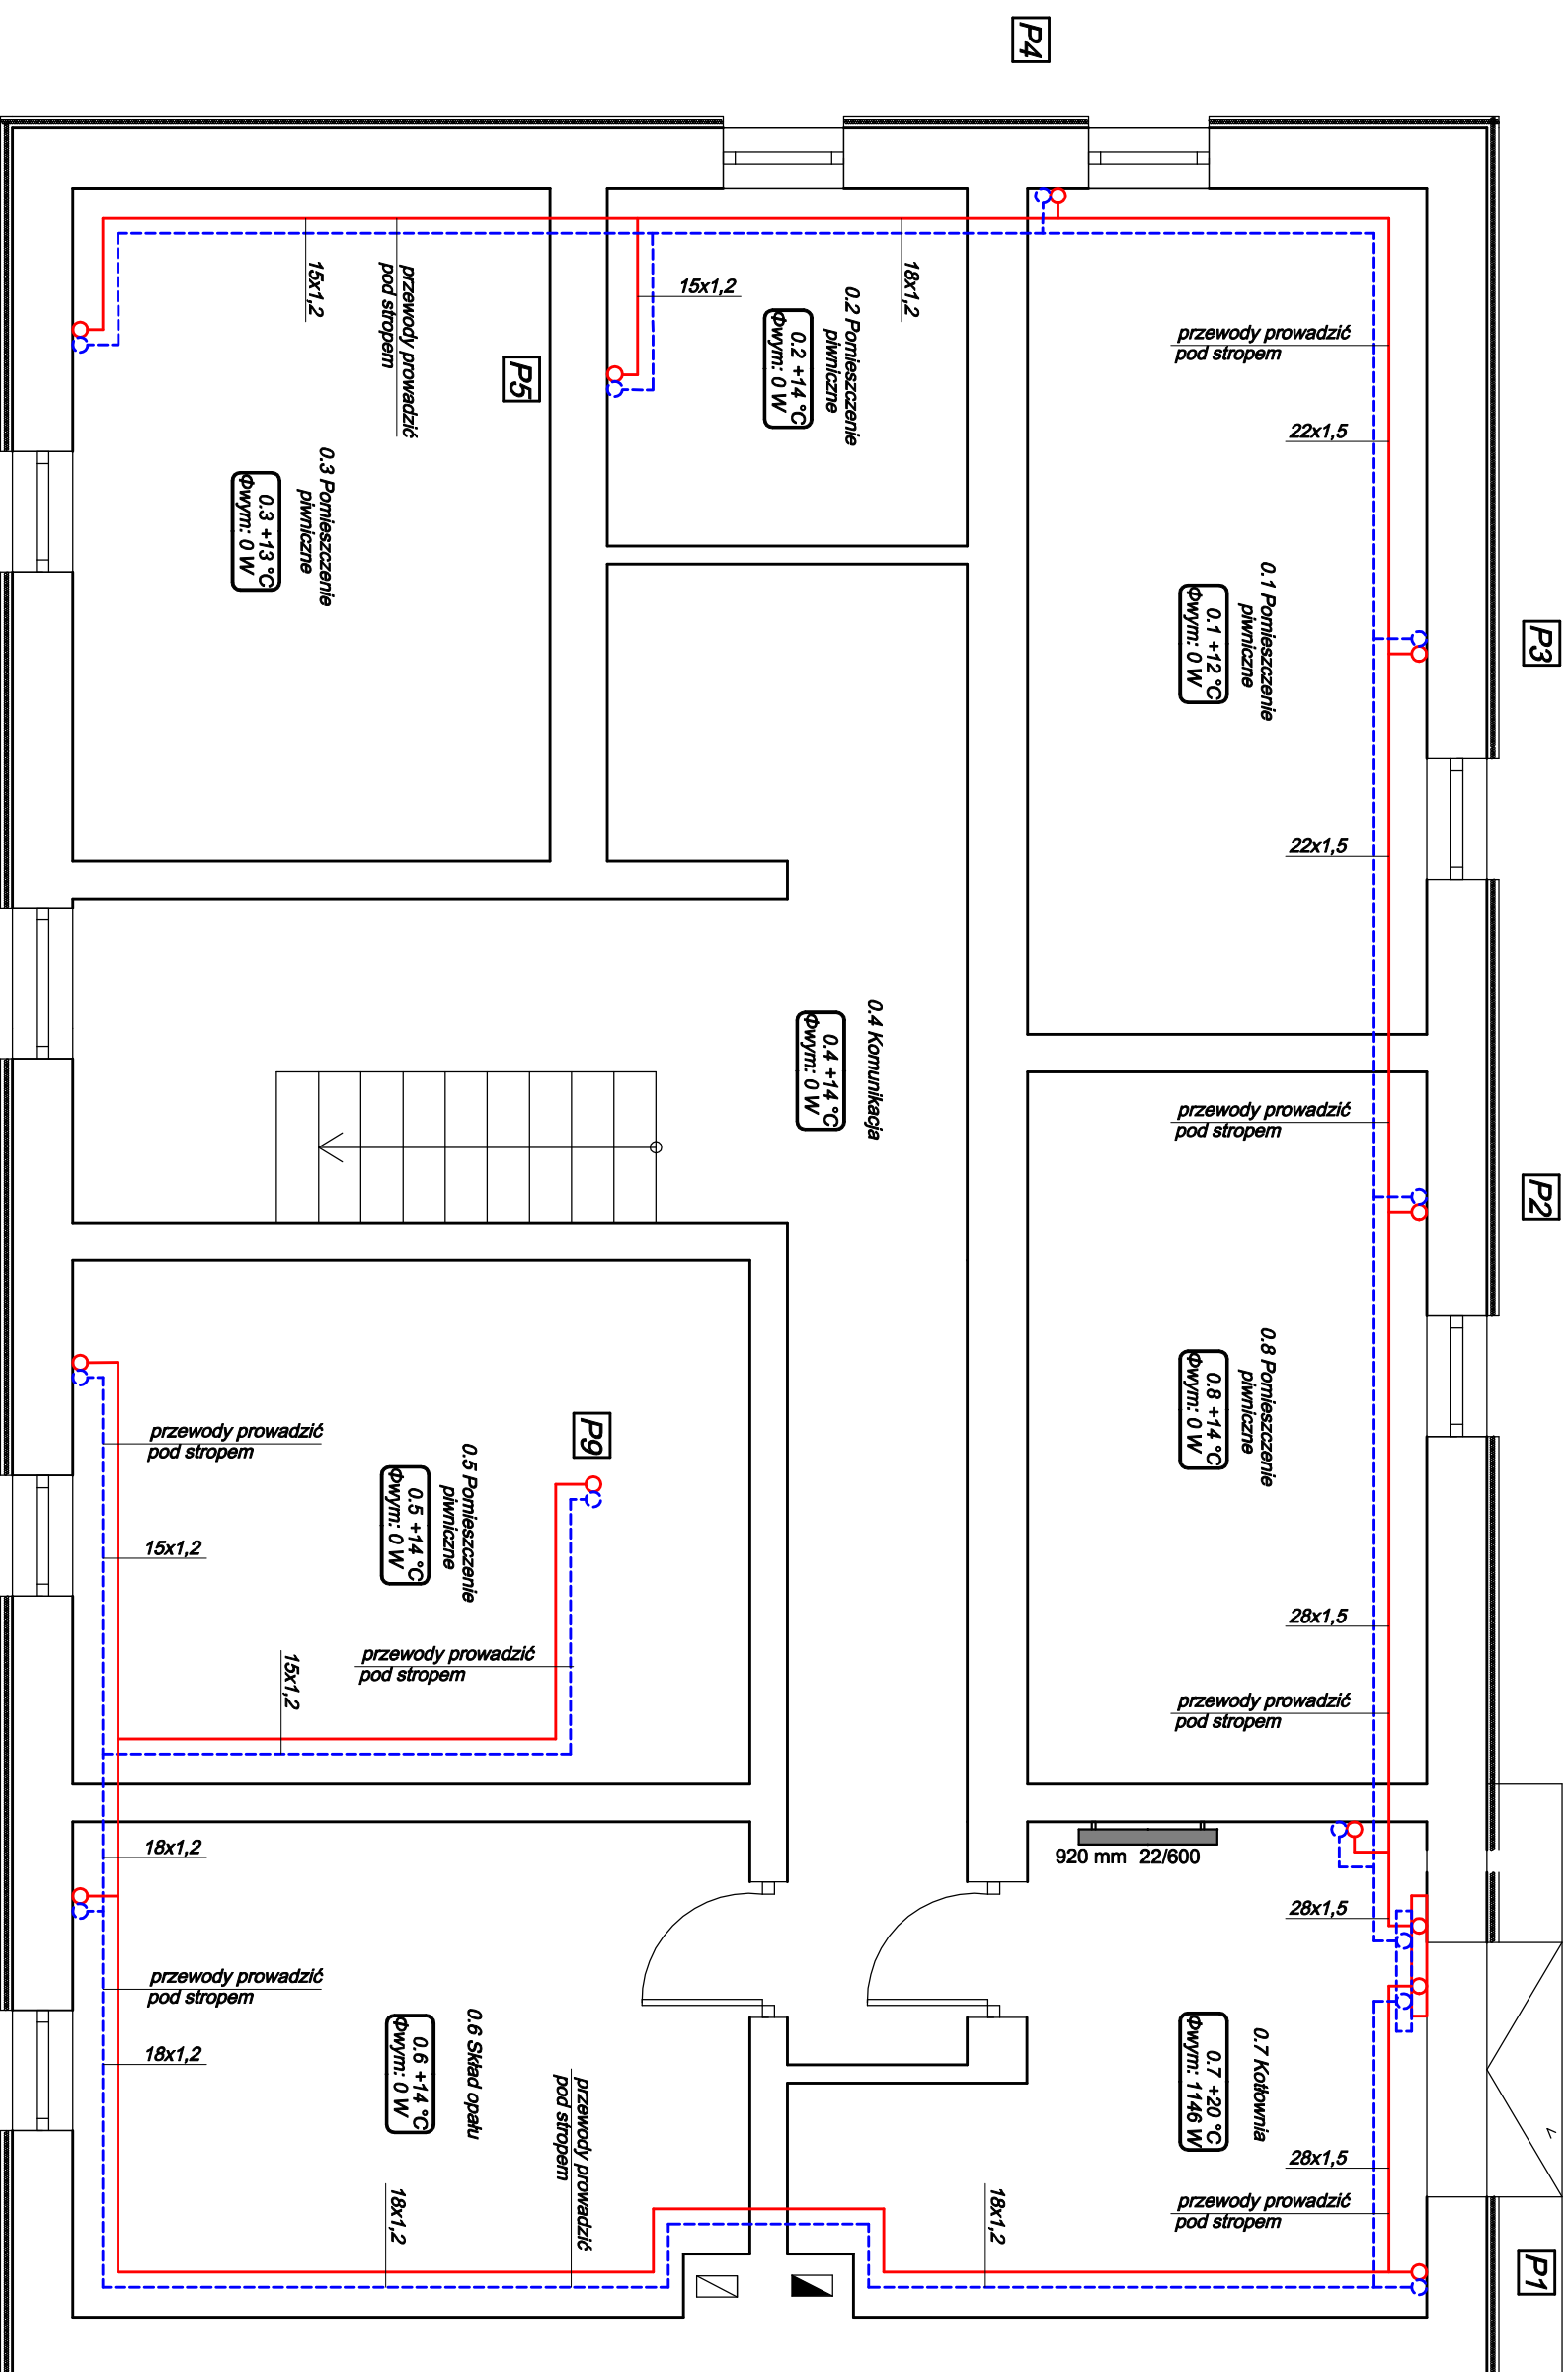 P4
P3
P2
P1
P5
P9
przewody prowadzić
pod stropem
22x1,5
22x1,5
0.1 Pomieszczenie
piwniczne
0.1 +12 °C
Φwym: 0 W
18x1,2
0.2 Pomieszczenie
piwniczne
0.2 +14 °C
Φwym: 0 W
15x1,2
przewody prowadzić
pod stropem
15x1,2
0.3 Pomieszczenie
piwniczne
0.3 +13 °C
Φwym: 0 W
0.4 Komunikacja
0.4 +14 °C
Φwym: 0 W
przewody prowadzić
pod stropem
0.8 Pomieszczenie
piwniczne
0.8 +14 °C
Φwym: 0 W
28x1,5
przewody prowadzić
pod stropem
przewody prowadzić
pod stropem
15x1,2
0.5 Pomieszczenie
piwniczne
0.5 +14 °C
Φwym: 0 W
przewody prowadzić
pod stropem
15x1,2
920 mm 22/600
28x1,5
0.7 Kotłownia
0.7 +20 °C
Φwym: 1146 W
28x1,5
przewody prowadzić
pod stropem
18x1,2
18x1,2
przewody prowadzić
pod stropem
18x1,2
0.6 Skład opału
0.6 +14 °C
Φwym: 0 W
przewody prowadzić
pod stropem
18x1,2